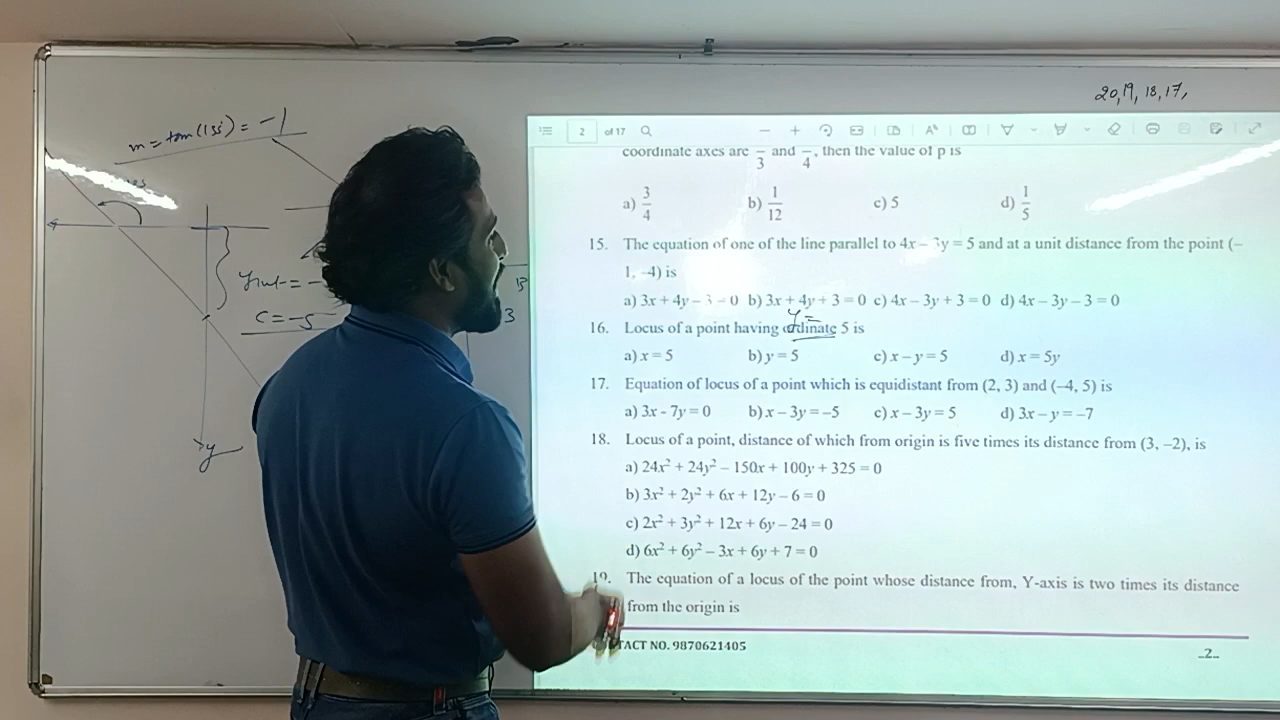 20, 19, 18, 17,
m = tan(135) = -1
Yint = -
C = -5
3
y
2 of 17
coordinate axes are /3 and /4, then the value of p is
a) 3/4 b) 1/12 c) 5 d) 1/5
15. The equation of one of the line parallel to 4x – 3y = 5 and at a unit distance from the point (–
1, –4) is
a) 3x + 4y – 3 = 0 b) 3x + 4y + 3 = 0 c) 4x – 3y + 3 = 0 d) 4x – 3y – 3 = 0
y=
16. Locus of a point having ordinate 5 is
a) x = 5 b) y = 5 c) x – y = 5 d) x = 5y
17. Equation of locus of a point which is equidistant from (2, 3) and (–4, 5) is
a) 3x - 7y = 0 b) x – 3y = –5 c) x – 3y = 5 d) 3x – y = –7
18. Locus of a point, distance of which from origin is five times its distance from (3, –2), is
a) 24x² + 24y² – 150x + 100y + 325 = 0
b) 3x² + 2y² + 6x + 12y – 6 = 0
c) 2x² + 3y² + 12x + 6y – 24 = 0
d) 6x² + 6y² – 3x + 6y + 7 = 0
19. The equation of a locus of the point whose distance from, Y-axis is two times its distance
from the origin is
TACT NO. 9870621405
..2..